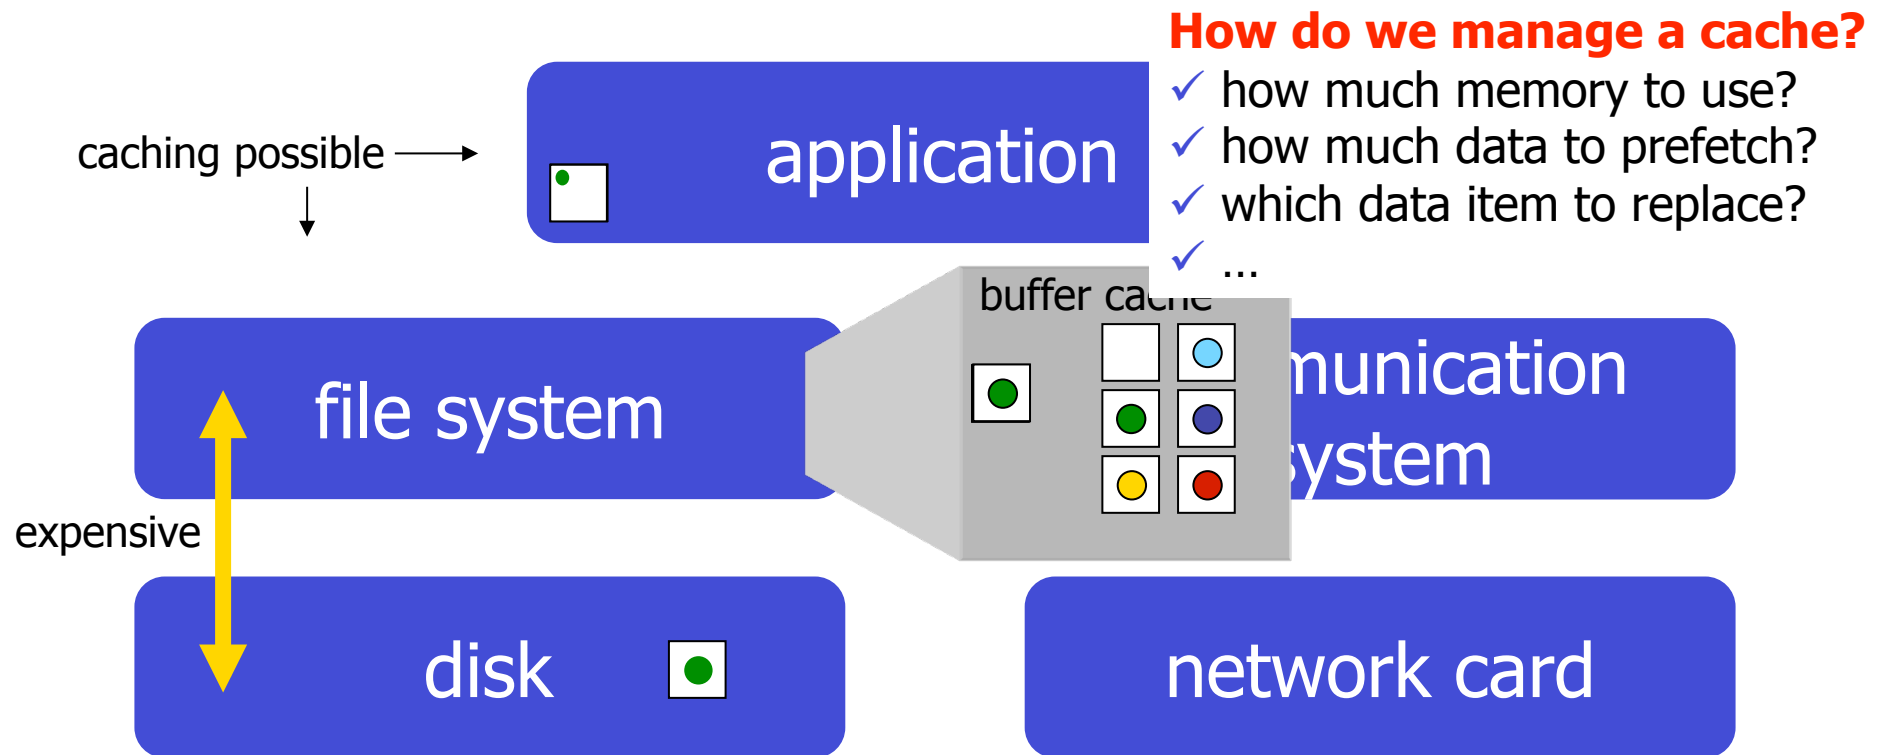 How do we manage a cache?
✓ how much memory to use?
✓ how much data to prefetch?
✓ which data item to replace?
✓ ...
caching possible
application
buffer cache
file system
munication
system
expensive
disk
network card